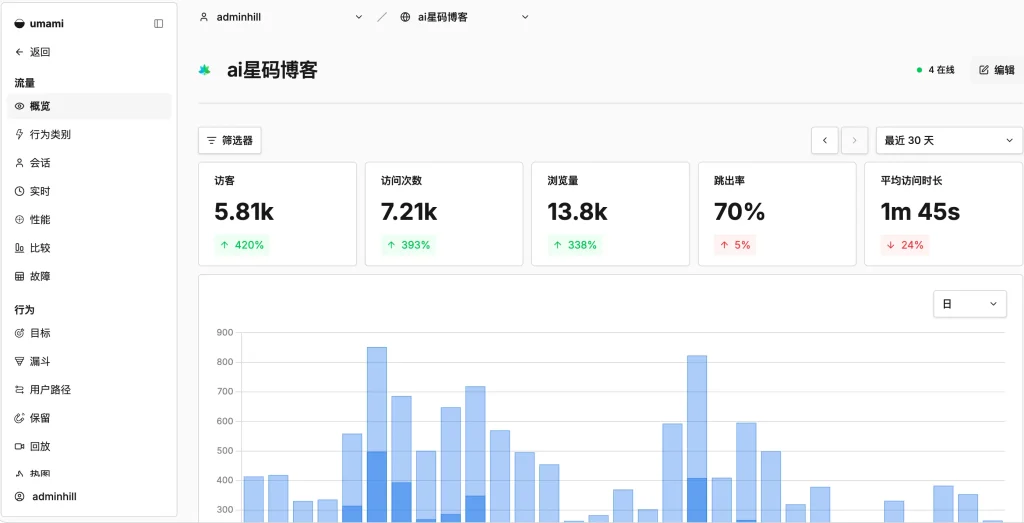 umami
返回
流量
概览
行为类别
会话
实时
性能
比较
故障
行为
目标
漏斗
用户路径
保留
回放
热图
adminhill
adminhill
ai星码博客
ai星码博客
4 在线
编辑
筛选器
最近 30 天
访客
5.81k
420%
访问次数
7.21k
393%
浏览量
13.8k
338%
跳出率
70%
5%
平均访问时长
1m 45s
24%
日
900
800
700
600
500
400
300